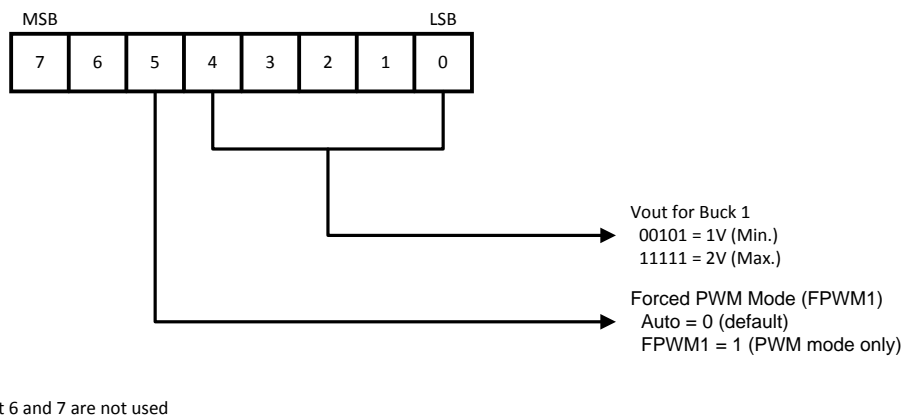 MSB LSB
7 6 5 4 3 2 1 0
Vout for Buck 1
00101 = 1V (Min.)
11111 = 2V (Max.)
Forced PWM Mode (FPWM1)
Auto = 0 (default)
FPWM1 = 1 (PWM mode only)
6 and 7 are not used